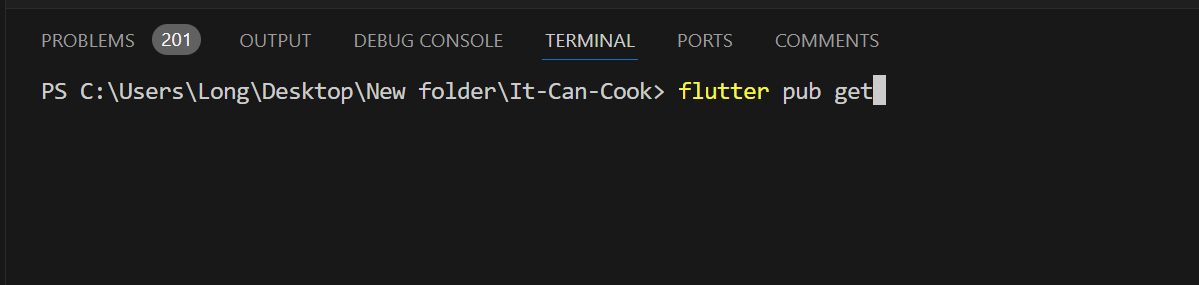 PROBLEMS 201 OUTPUT DEBUG CONSOLE TERMINAL PORTS COMMENTS
PS C:\Users\Long\Desktop\New folder\It-Can-Cook> flutter pub get